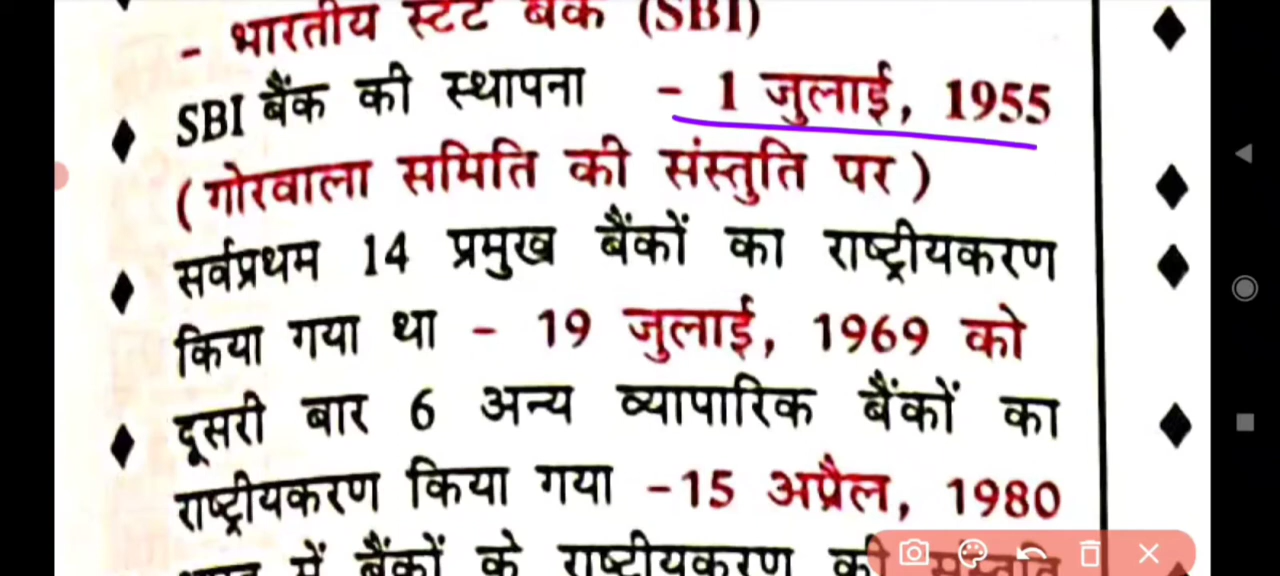 - भारतीय स्टेट बैंक (SBI)
SBI बैंक की स्थापना - 1 जुलाई, 1955
(गोरवाला समिति की संस्तुति पर)
सर्वप्रथम 14 प्रमुख बैंकों का राष्ट्रीयकरण
किया गया था - 19 जुलाई, 1969 को
दूसरी बार 6 अन्य व्यापारिक बैंकों का
राष्ट्रीयकरण किया गया -15 अप्रैल, 1980
में बैंकों के राष्ट्रीयकरण की संस्तुति